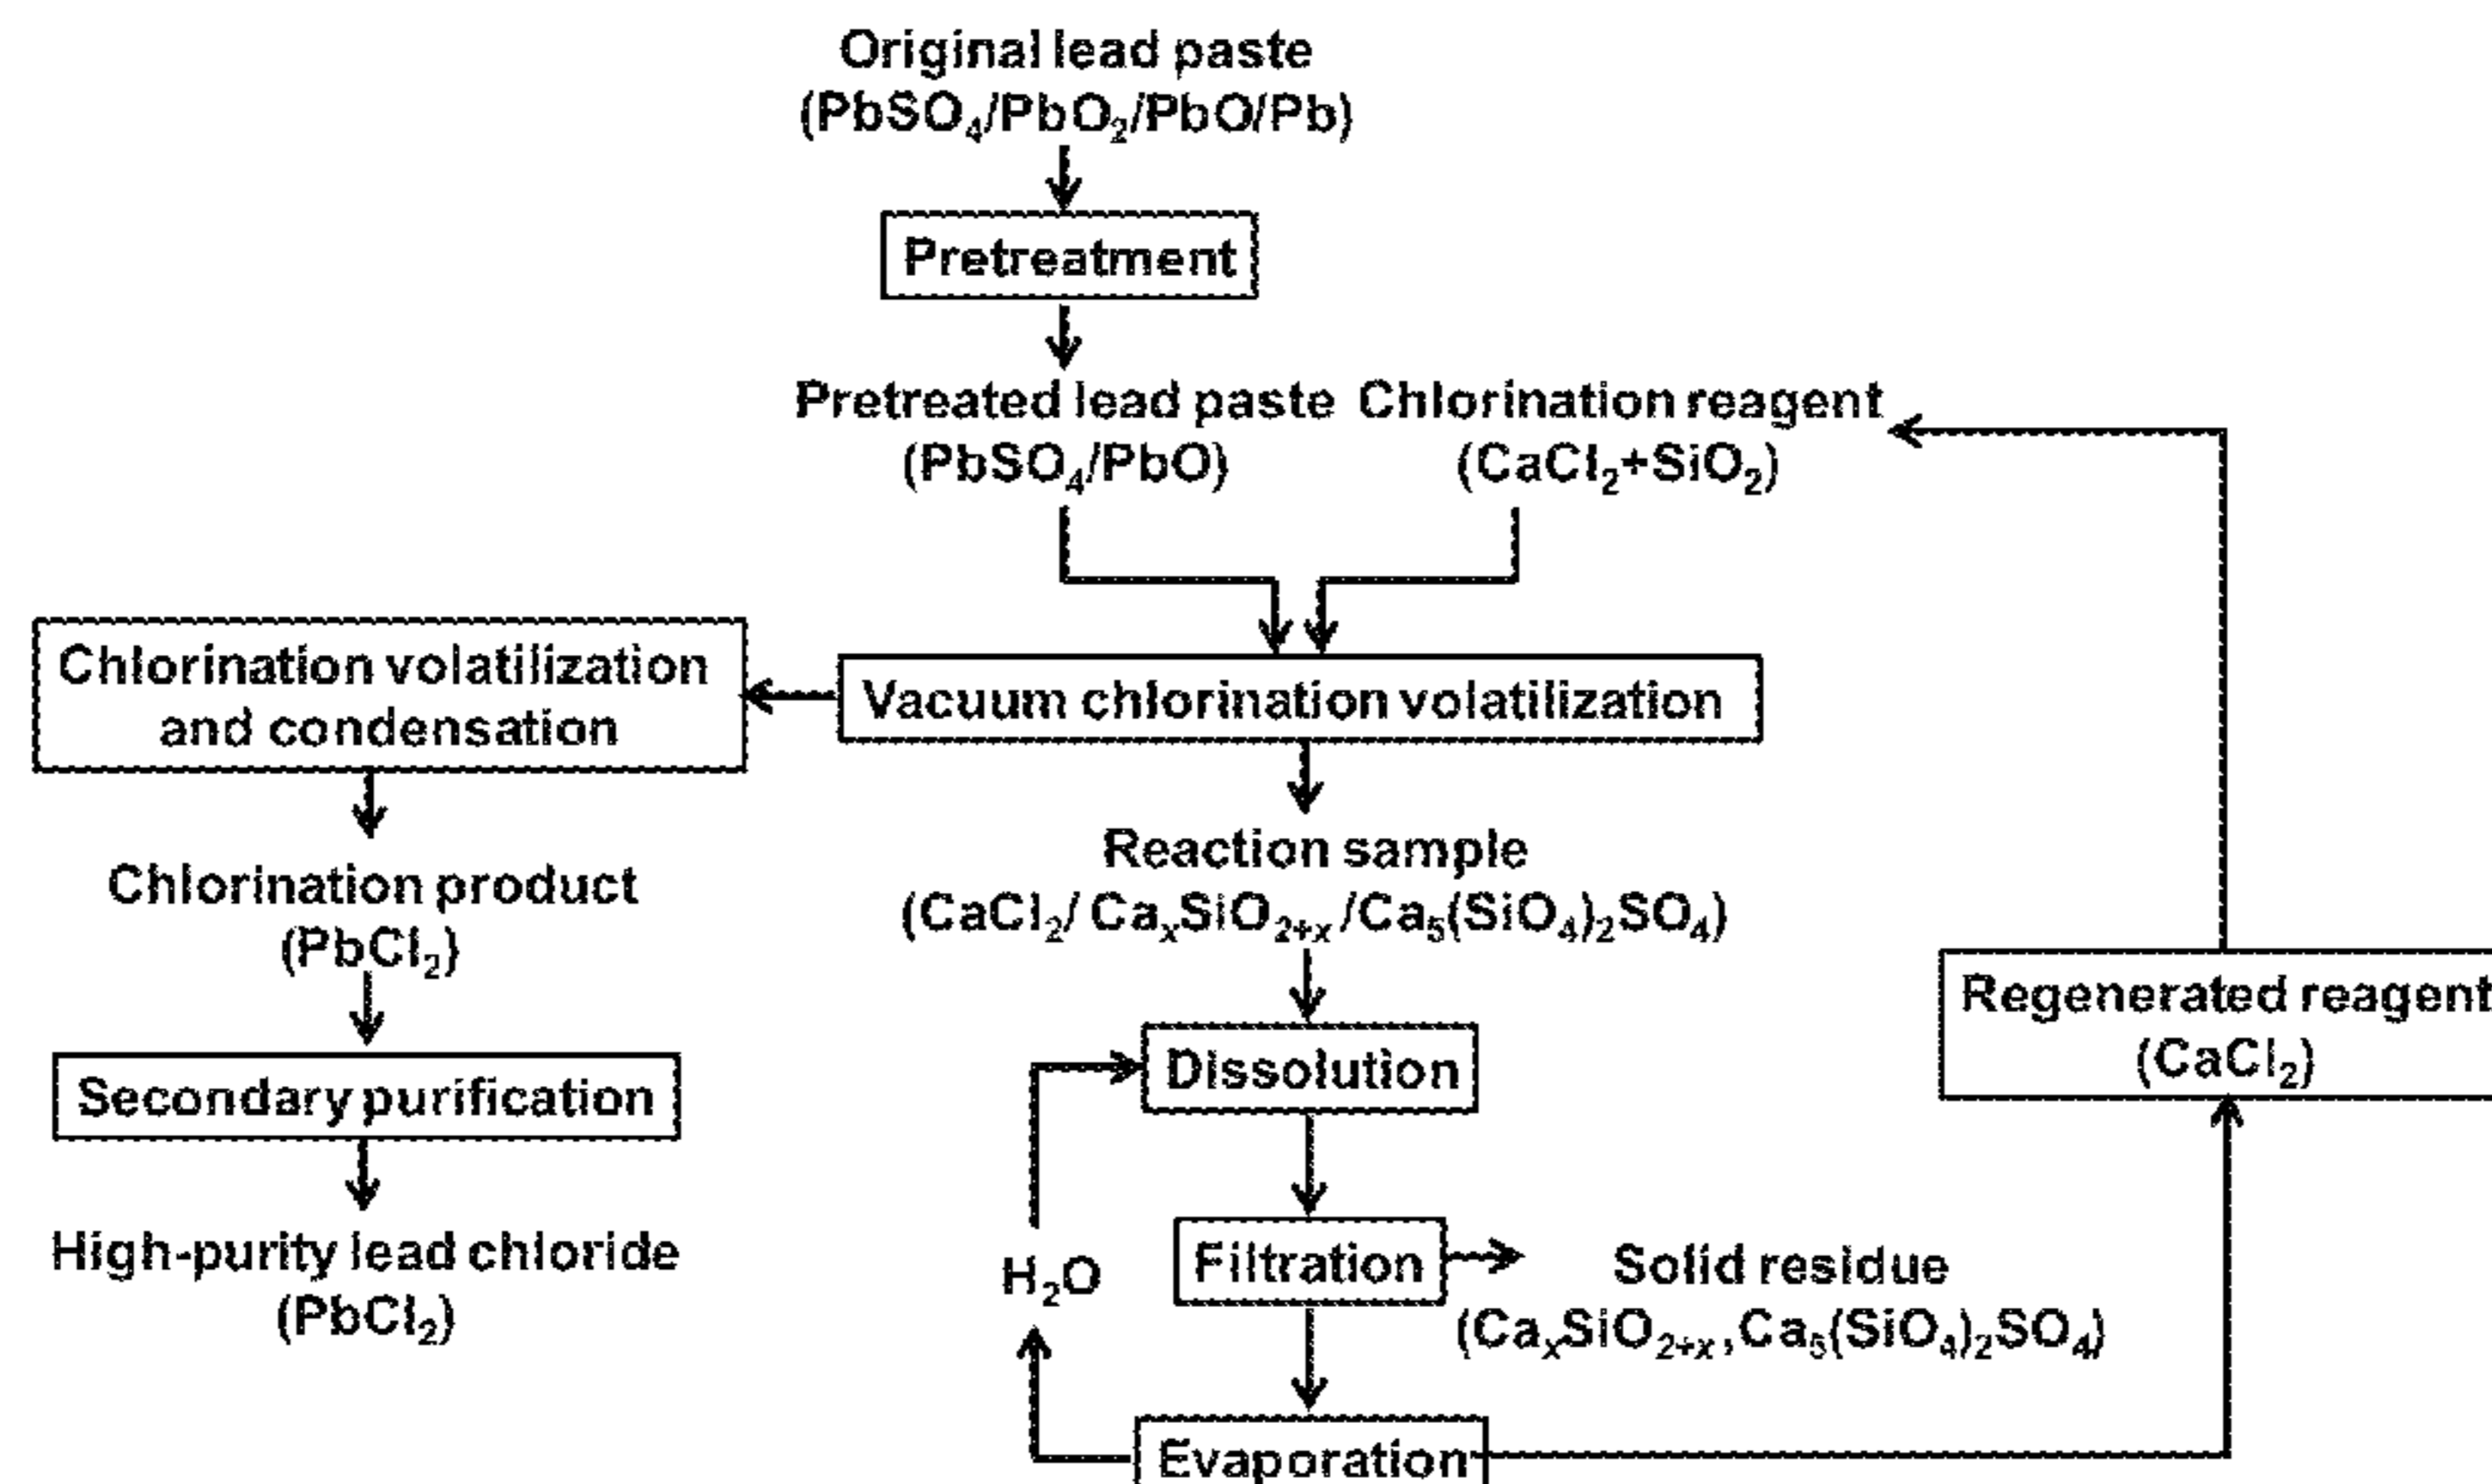 Original lead paste
(PbSO₄/PbO₂/PbO/Pb)
Pretreatment
Pretreated lead paste
(PbSO₄/PbO)
Chlorination reagent
(CaCl₂+SiO₂)
Chlorination volatilization
and condensation
Vacuum chlorination volatilization
Chlorination product
(PbCl₂)
Reaction sample
(CaCl₂/ CaₓSiO₂₊ₓ/Ca₅(SiO₄)₂SO₄)
Regenerated reagent
(CaCl₂)
Secondary purification
Dissolution
High-purity lead chloride
(PbCl₂)
H₂O
Filtration
Solid residue
(CaₓSiO₂₊ₓ,Ca₅(SiO₄)₂SO₄)
Evaporation